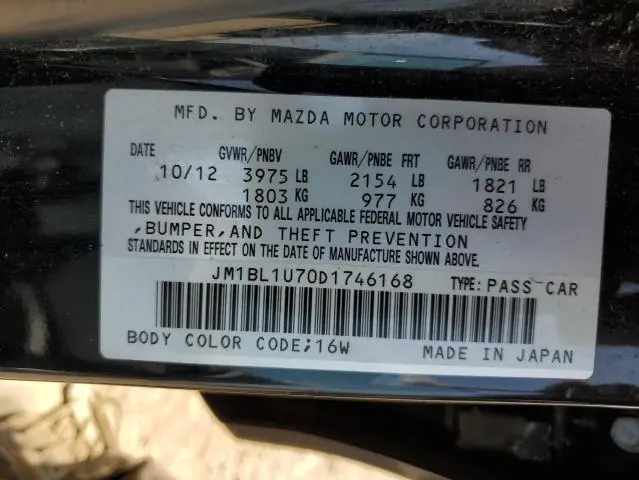 MFD. BY MAZDA MOTOR CORPORATION
DATE GVWR/PNBV GAWR/PNBE FRT GAWR/PNBE RR
10/12 3975 LB 2154 LB 1821 LB
1803 KG 977 KG 826 KG
THIS VEHICLE CONFORMS TO ALL APPLICABLE FEDERAL MOTOR VEHICLE SAFETY
,BUMPER,AND THEFT PREVENTION
STANDARDS IN EFFECT ON THE DATE OF MANUFACTURE SHOWN ABOVE.
JM1BL1U70D1746168 TYPE: PASS CAR
BODY COLOR CODE;16W MADE IN JAPAN